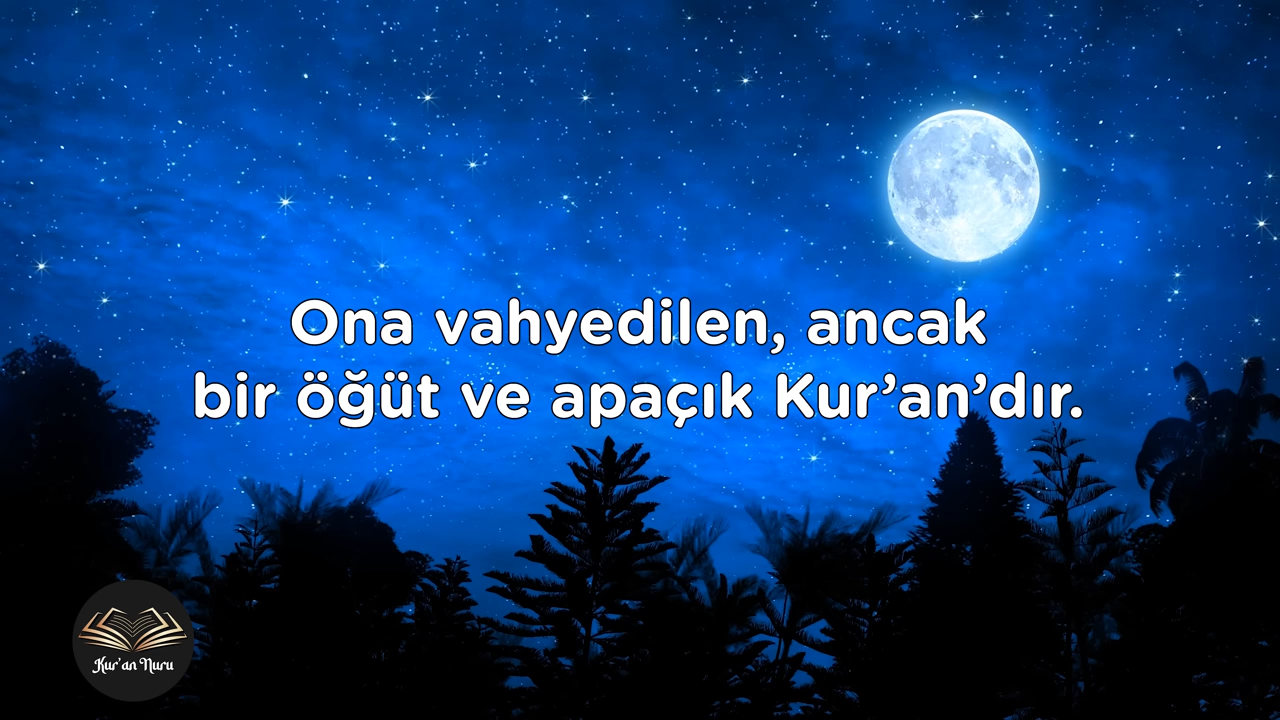 Ona vahyedilen, ancak
bir öğüt ve apaçık Kur’an’dır.
Kur'an Nuru